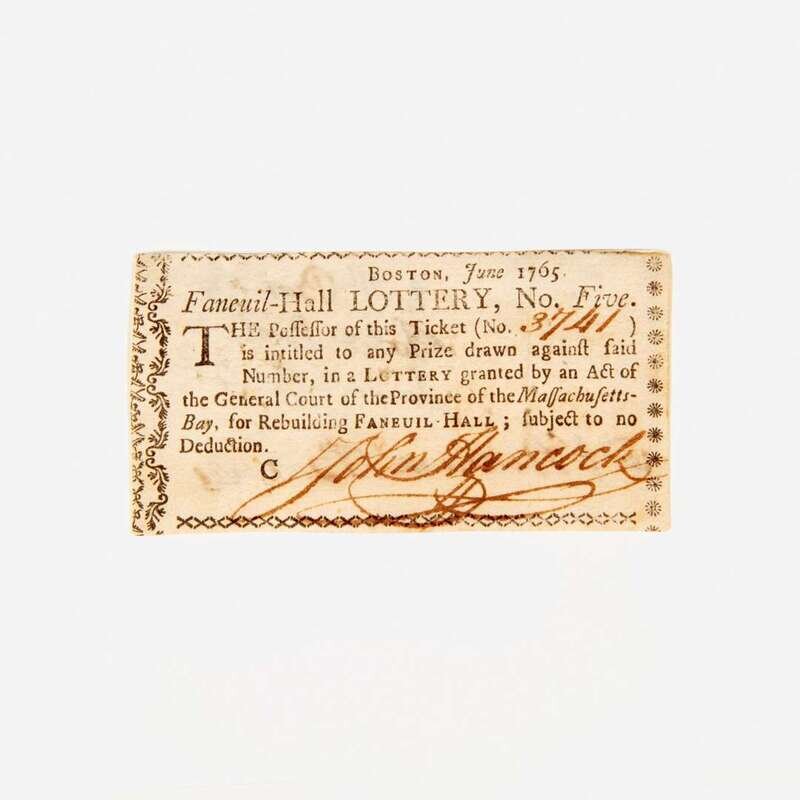 BOSTON, June 1765.
Faneuil-Hall LOTTERY, No. Five.
THE Poſſeſſor of this Ticket (No. 3741)
is intitled to any Prize drawn againſt ſaid
Number, in a LOTTERY granted by an Act of
the General Court of the Province of the Maſſachuſetts-
Bay, for Rebuilding FANEUIL-HALL; ſubject to no
Deduction.
C John Hancock